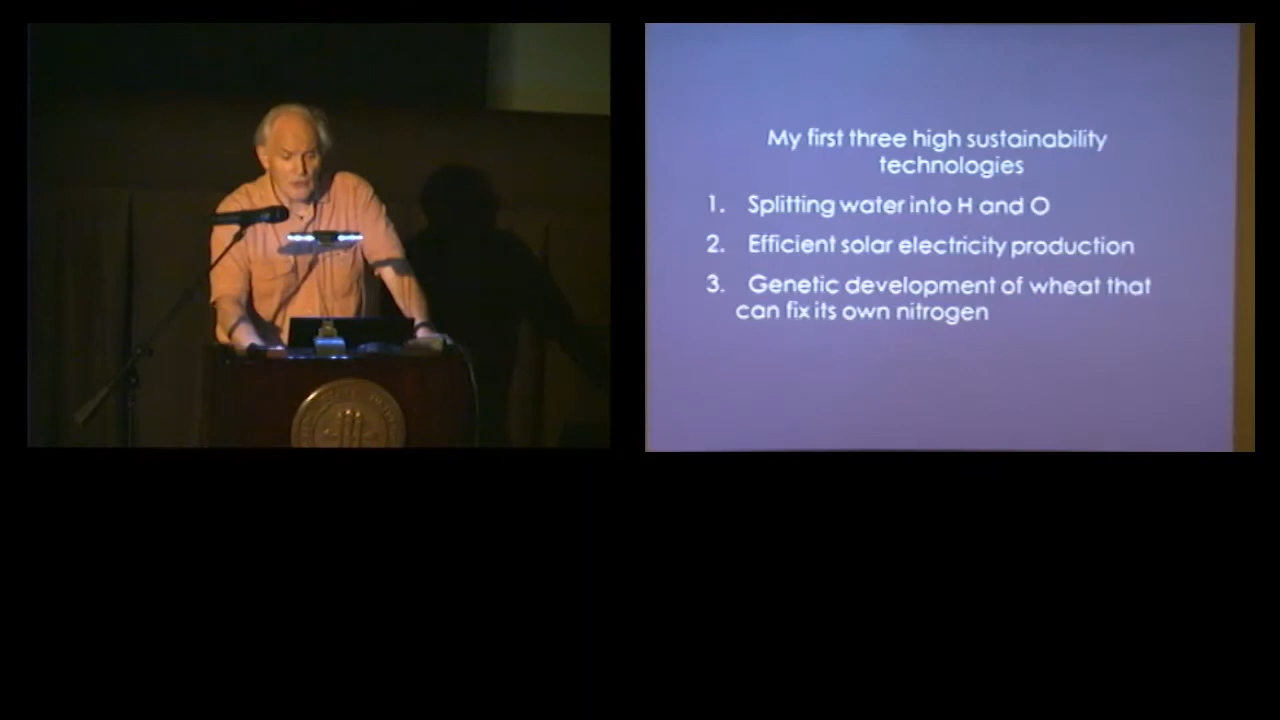 My first three high sustainability
technologies
1. Splitting water into H and O
2. Efficient solar electricity production
3. Genetic development of wheat that
can fix its own nitrogen